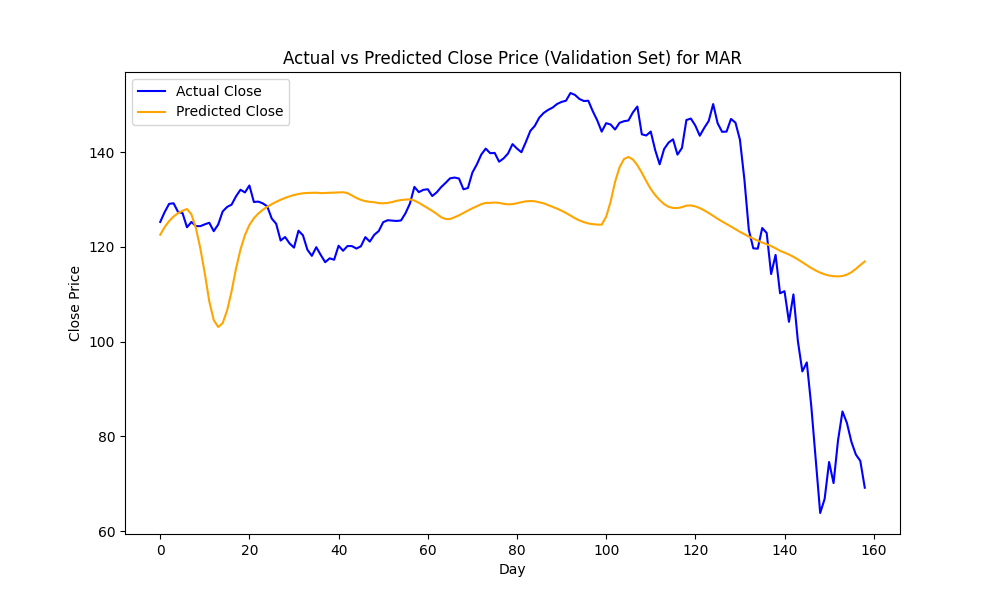 Actual vs Predicted Close Price (Validation Set) for MAR
Actual Close
Predicted Close
Close Price
140
120
100
80
60
0 20 40 60 80 100 120 140 160
Day